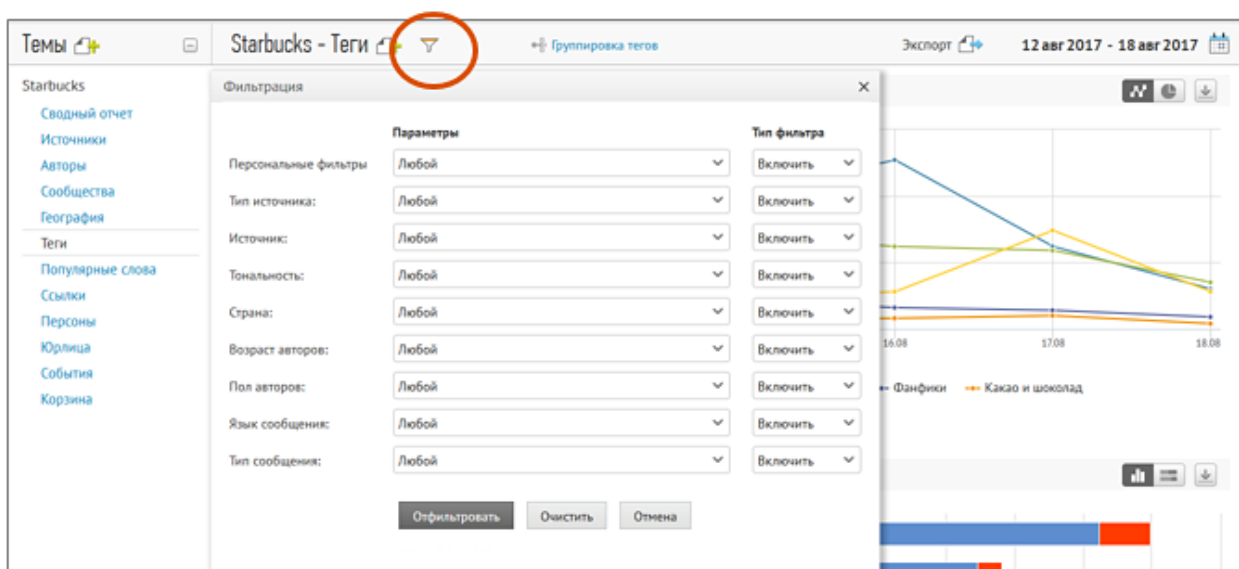 Темы
Starbucks - Теги
Группировка тегов
Экспорт
12 авг 2017 - 18 авг 2017
Starbucks
Сводный отчет
Источники
Авторы
Сообщества
География
Теги
Популярные слова
Ссылки
Персоны
Юрлица
События
Корзина
Фильтрация
Параметры Тип фильтра
Персональные фильтры Любой Включить
Тип источника: Любой Включить
Источник: Любой Включить
Тональность: Любой Включить
Страна: Любой Включить
Возраст авторов: Любой Включить
Пол авторов: Любой Включить
Язык сообщения: Любой Включить
Тип сообщения: Любой Включить
Отфильтровать Очистить Отмена
16.08 17.08 18.08
Фанфики Какао и шоколад